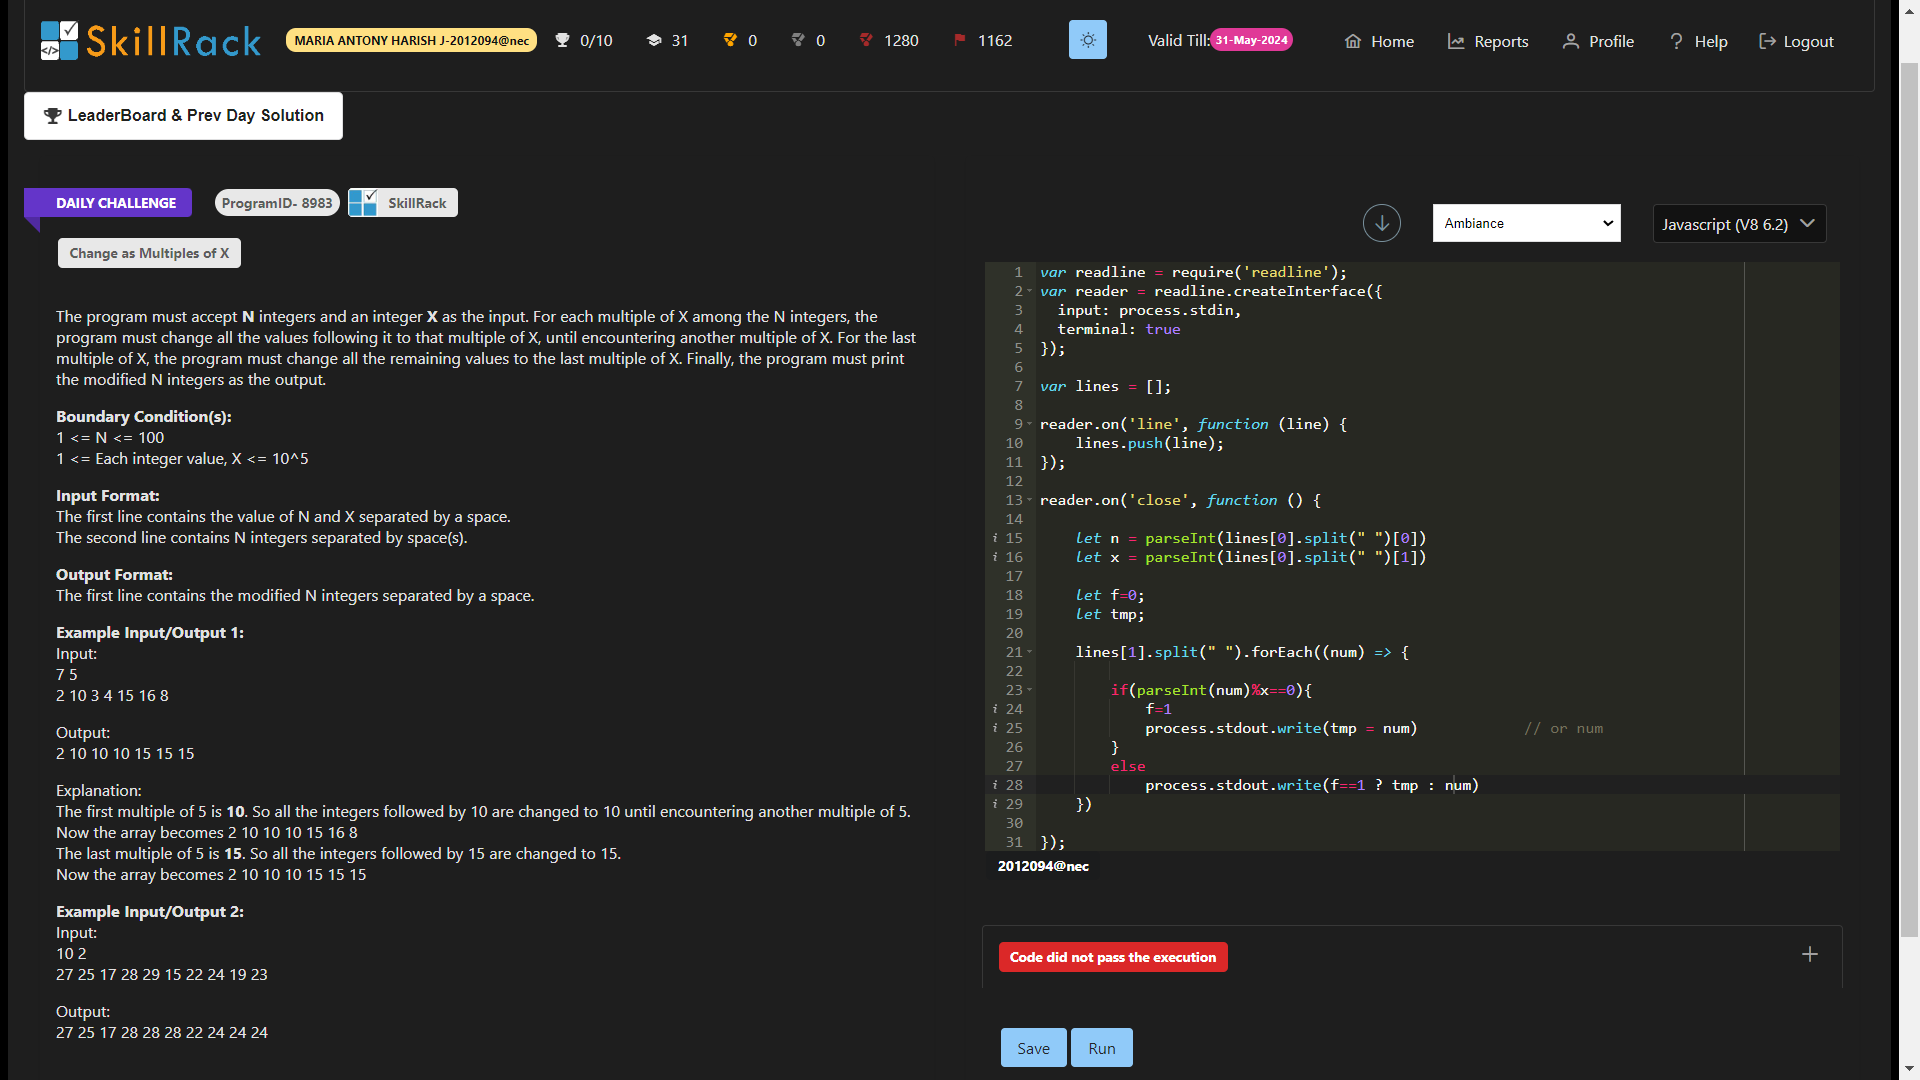 SkillRack
MARIA ANTONY HARISH J-2012094@nec
0/10
31
0
0
1280
1162
Valid Till: 31-May-2024
Home
Reports
Profile
? Help
Logout
LeaderBoard & Prev Day Solution
DAILY CHALLENGE
ProgramID- 8983
SkillRack
Change as Multiples of X
The program must accept N integers and an integer X as the input. For each multiple of X among the N integers, the
program must change all the values following it to that multiple of X, until encountering another multiple of X. For the last
multiple of X, the program must change all the remaining values to the last multiple of X. Finally, the program must print
the modified N integers as the output.
Boundary Condition(s):
1 <= N <= 100
1 <= Each integer value, X <= 10^5
Input Format:
The first line contains the value of N and X separated by a space.
The second line contains N integers separated by space(s).
Output Format:
The first line contains the modified N integers separated by a space.
Example Input/Output 1:
Input:
7 5
2 10 3 4 15 16 8
Output:
2 10 10 10 15 15 15
Explanation:
The first multiple of 5 is 10. So all the integers followed by 10 are changed to 10 until encountering another multiple of 5.
Now the array becomes 2 10 10 10 15 16 8
The last multiple of 5 is 15. So all the integers followed by 15 are changed to 15.
Now the array becomes 2 10 10 10 15 15 15
Example Input/Output 2:
Input:
10 2
27 25 17 28 29 15 22 24 19 23
Output:
27 25 17 28 28 28 22 24 24 24
Ambiance
Javascript (V8 6.2)
1 var readline = require('readline');
2 var reader = readline.createInterface({
3 input: process.stdin,
4 terminal: true
5 });
6
7 var lines = [];
8
9 reader.on('line', function (line) {
10 lines.push(line);
11 });
12
13 reader.on('close', function () {
14
i 15 let n = parseInt(lines[0].split(" ")[0])
i 16 let x = parseInt(lines[0].split(" ")[1])
17
18 let f=0;
19 let tmp;
20
21 lines[1].split(" ").forEach((num) => {
22
23 if(parseInt(num)%x==0){
i 24 f=1
i 25 process.stdout.write(tmp = num) // or num
26 }
27 else
i 28 process.stdout.write(f==1 ? tmp : num)
i 29 })
30
31 });
2012094@nec
Code did not pass the execution
+
Save
Run